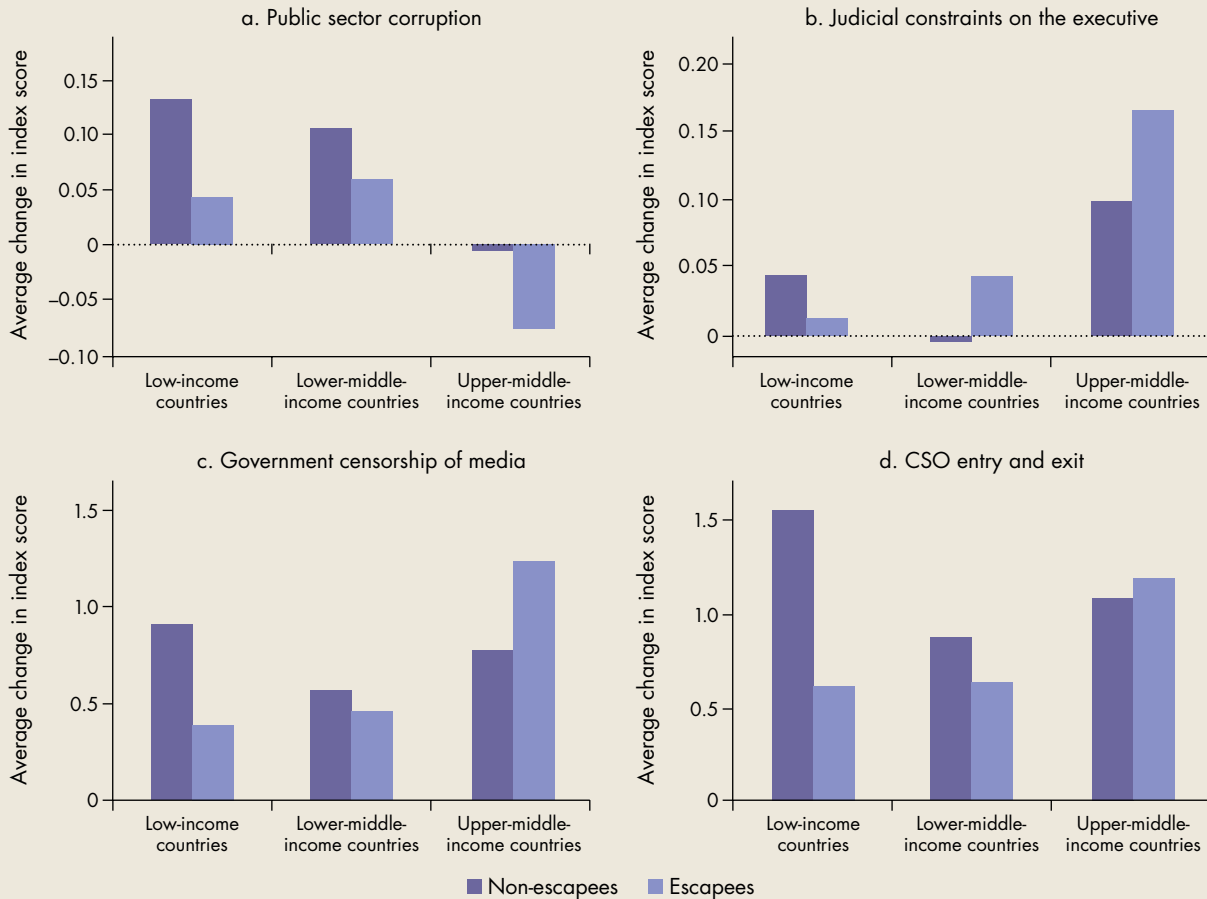 a. Public sector corruption
Average change in index score
0.15
0.10
0.05
0
–0.05
–0.10
Low-income
countries
Lower-middle-
income countries
Upper-middle-
income countries
b. Judicial constraints on the executive
Average change in index score
0.20
0.15
0.10
0.05
0
Low-income
countries
Lower-middle-
income countries
Upper-middle-
income countries
c. Government censorship of media
Average change in index score
1.5
1.0
0.5
0
Low-income
countries
Lower-middle-
income countries
Upper-middle-
income countries
d. CSO entry and exit
Average change in index score
1.5
1.0
0.5
0
Low-income
countries
Lower-middle-
income countries
Upper-middle-
income countries
Non-escapees
Escapees